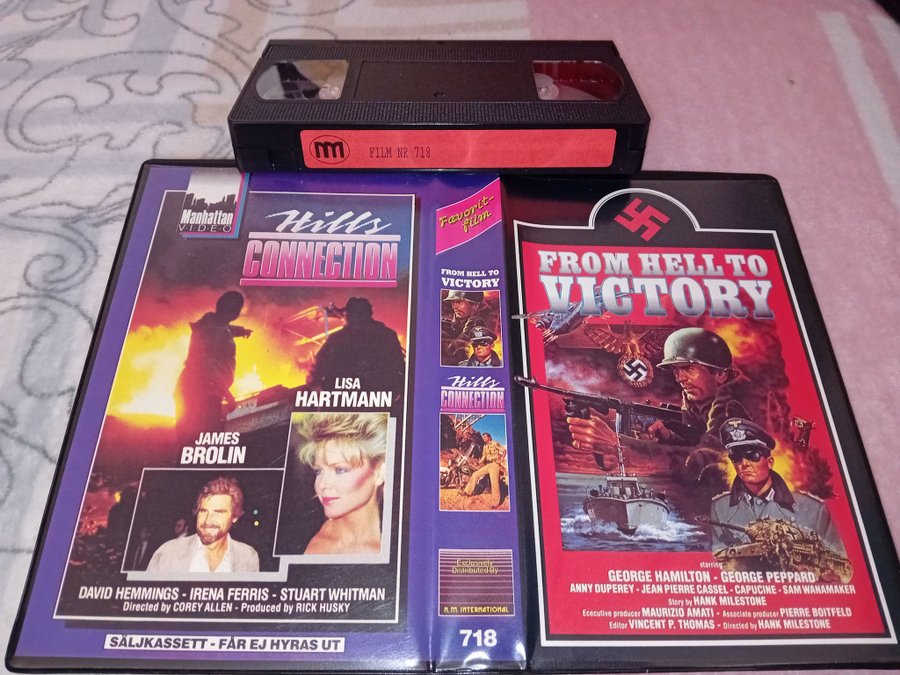 FILM NR 718
Manhattan
VIDEO
Hills
CONNECTION
LISA
HARTMANN
JAMES
BROLIN
DAVID HEMMINGS - IRENA FERRIS - STUART WHITMAN
Directed by COREY ALLEN - Produced by RICK HUSKY
SÄLJKASSETT - FÅR EJ HYRAS UT
Favorit-
film
FROM HELL TO
VICTORY
Hills
CONNECTION
Exclusively
Distributed By
N.M. INTERNATIONAL
718
FROM HELL TO
VICTORY
starring
GEORGE HAMILTON - GEORGE PEPPARD
ANNY DUPEREY - JEAN PIERRE CASSEL - CAPUCINE - SAM WANAMAKER
Story by HANK MILESTONE
Executive producer MAURIZIO AMATI - Associate producer PIERRE BOITFELD
Editor VINCENT P. THOMAS - Directed by HANK MILESTONE